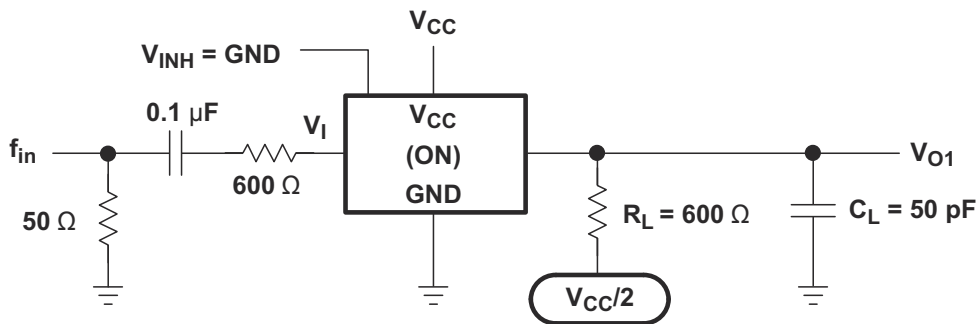 V_CC
V_INH = GND
0.1 µF
V_I
V_CC
f_in
(ON)
V_O1
GND
600 Ω
50 Ω
R_L = 600 Ω
C_L = 50 pF
V_CC/2